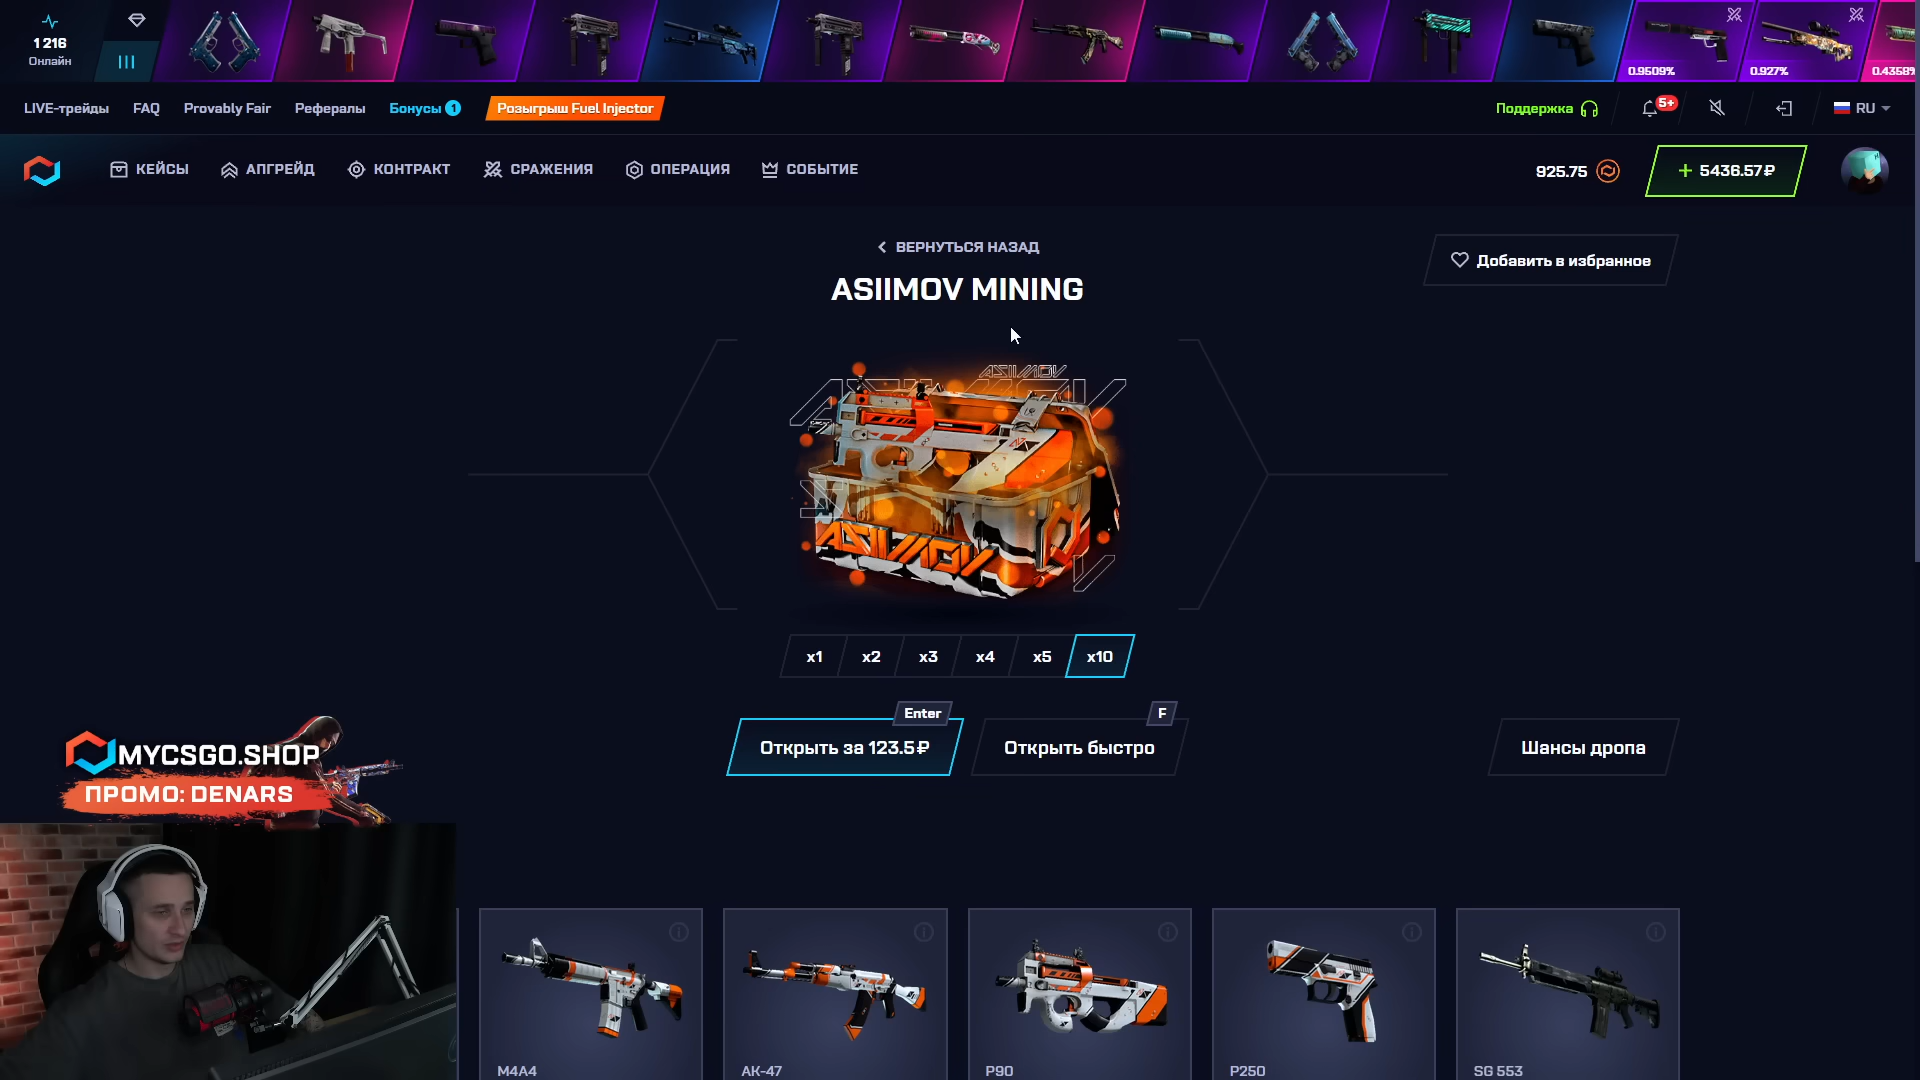 1 216
Онлайн
0.9509%
0.927%
0.4358%
LIVE-трейды
FAQ
Provably Fair
Рефералы
Бонусы 1
Розыгрыш Fuel Injector
Поддержка
5+
RU
КЕЙСЫ
АПГРЕЙД
КОНТРАКТ
СРАЖЕНИЯ
ОПЕРАЦИЯ
СОБЫТИЕ
925.75
+ 5436.57₽
ВЕРНУТЬСЯ НАЗАД
Добавить в избранное
ASIIMOV MINING
ASIIMOV
ASIIMOV
x1
x2
x3
x4
x5
x10
Enter
F
Открыть за 123.5₽
Открыть быстро
Шансы дропа
MYCSGO.SHOP
ПРОМО: DENARS
M4A4
AK-47
P90
P250
SG 553